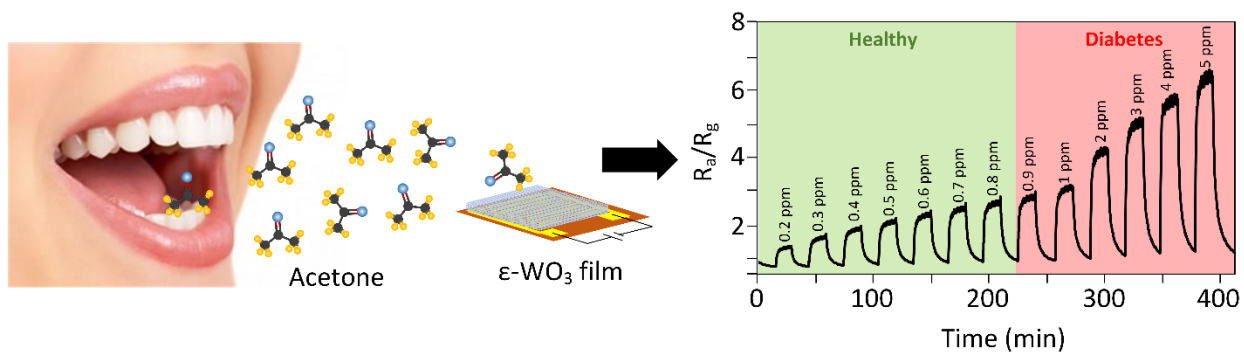 Acetone
ε-WO₃ film
Healthy
Diabetes
Rₐ/R_g
8
6
4
2
0.2 ppm
0.3 ppm
0.4 ppm
0.5 ppm
0.6 ppm
0.7 ppm
0.8 ppm
0.9 ppm
1 ppm
2 ppm
3 ppm
4 ppm
5 ppm
0
100
200
300
400
Time (min)